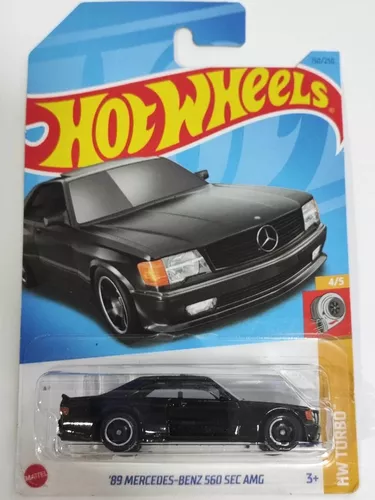 HOT WHEELS
4/5
HW TURBO
MATTEL
'89 MERCEDES-BENZ 560 SEC AMG
3+